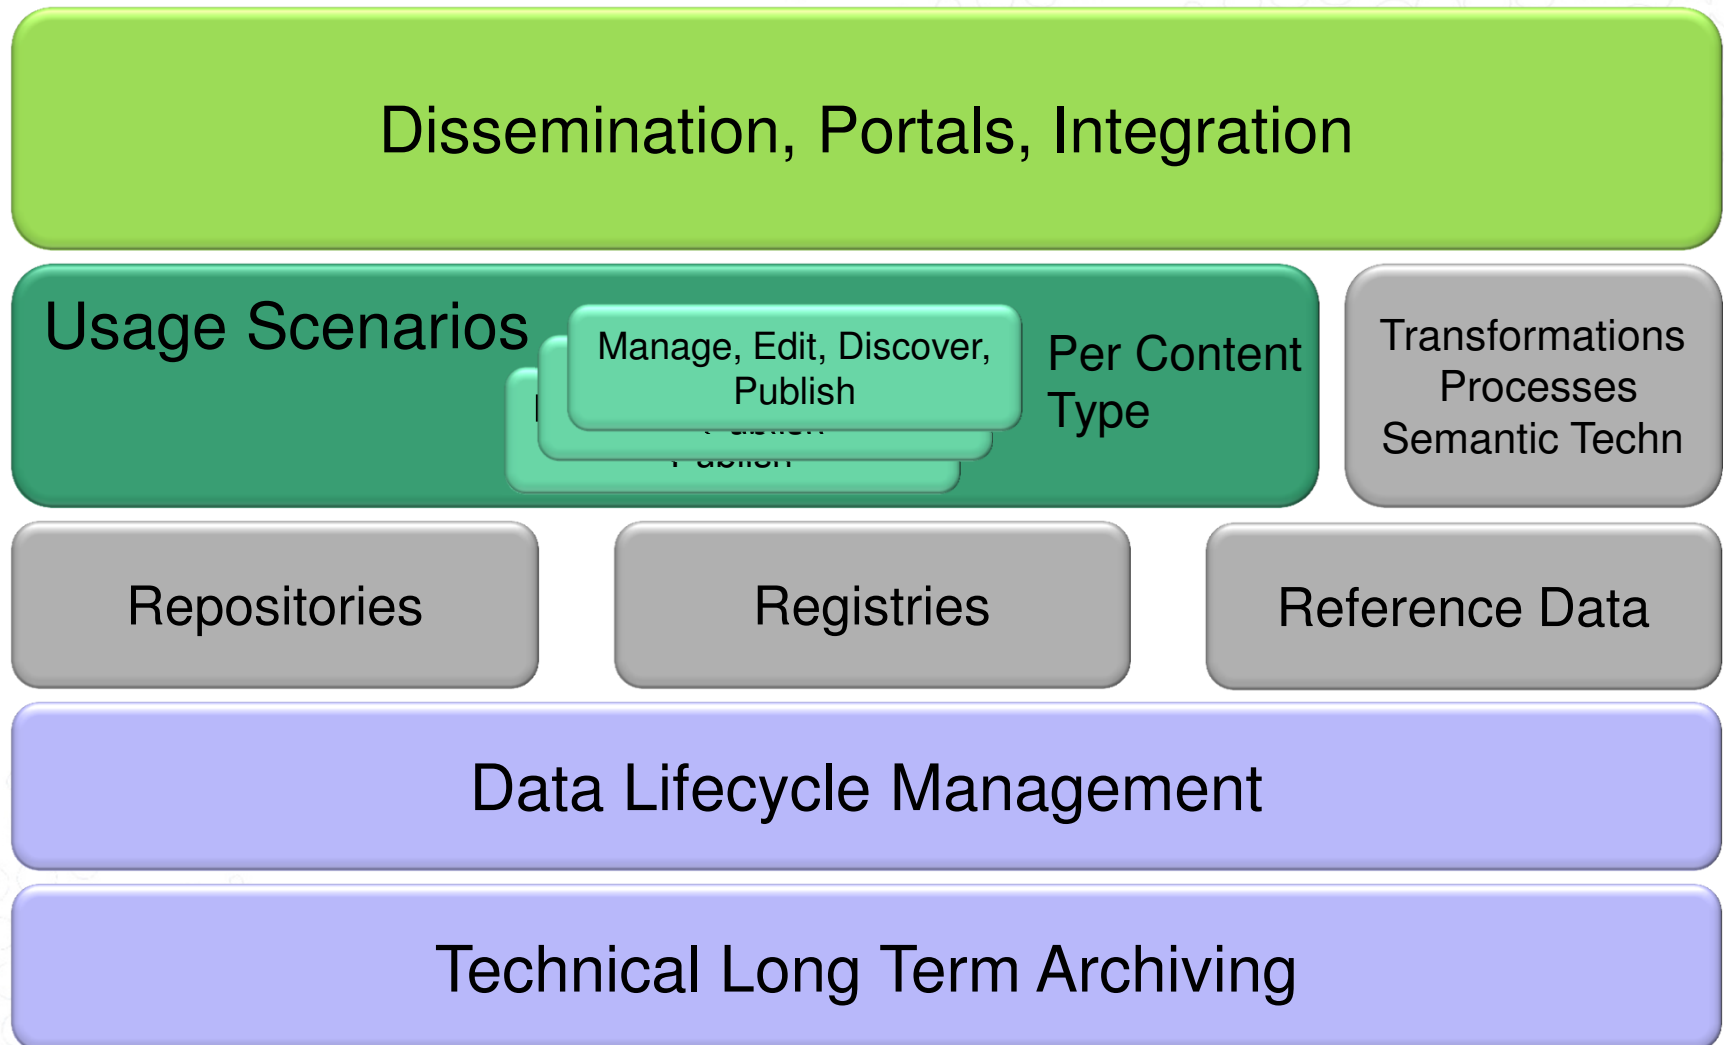 Dissemination, Portals, Integration
Usage Scenarios
Manage, Edit, Discover,
Publish
Publish
Per Content
Type
Transformations
Processes
Semantic Techn
Repositories
Registries
Reference Data
Data Lifecycle Management
Technical Long Term Archiving